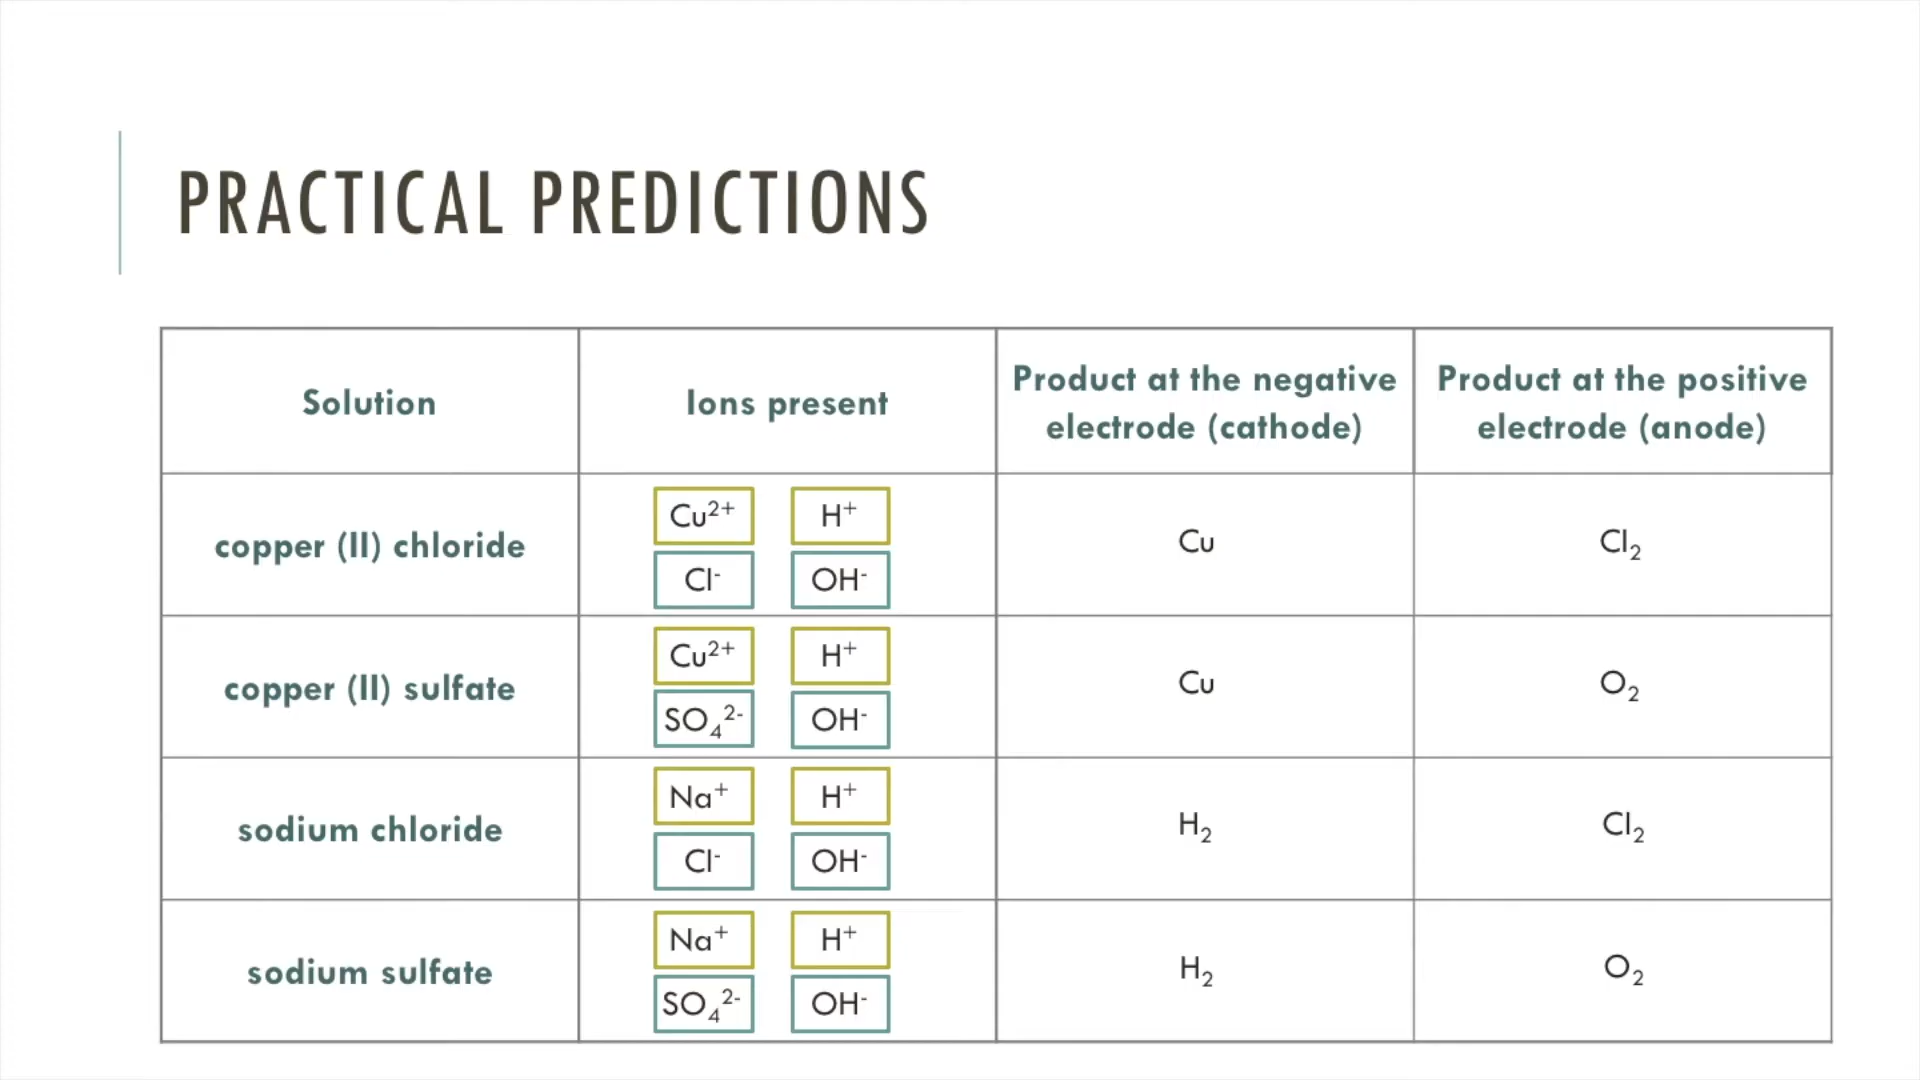 PRACTICAL PREDICTIONS
Solution
Ions present
Product at the negative
electrode (cathode)
Product at the positive
electrode (anode)
copper (II) chloride
Cu²⁺ H⁺
Cl⁻ OH⁻
Cu
Cl₂
copper (II) sulfate
Cu²⁺ H⁺
SO₄²⁻ OH⁻
Cu
O₂
sodium chloride
Na⁺ H⁺
Cl⁻ OH⁻
H₂
Cl₂
sodium sulfate
Na⁺ H⁺
SO₄²⁻ OH⁻
H₂
O₂